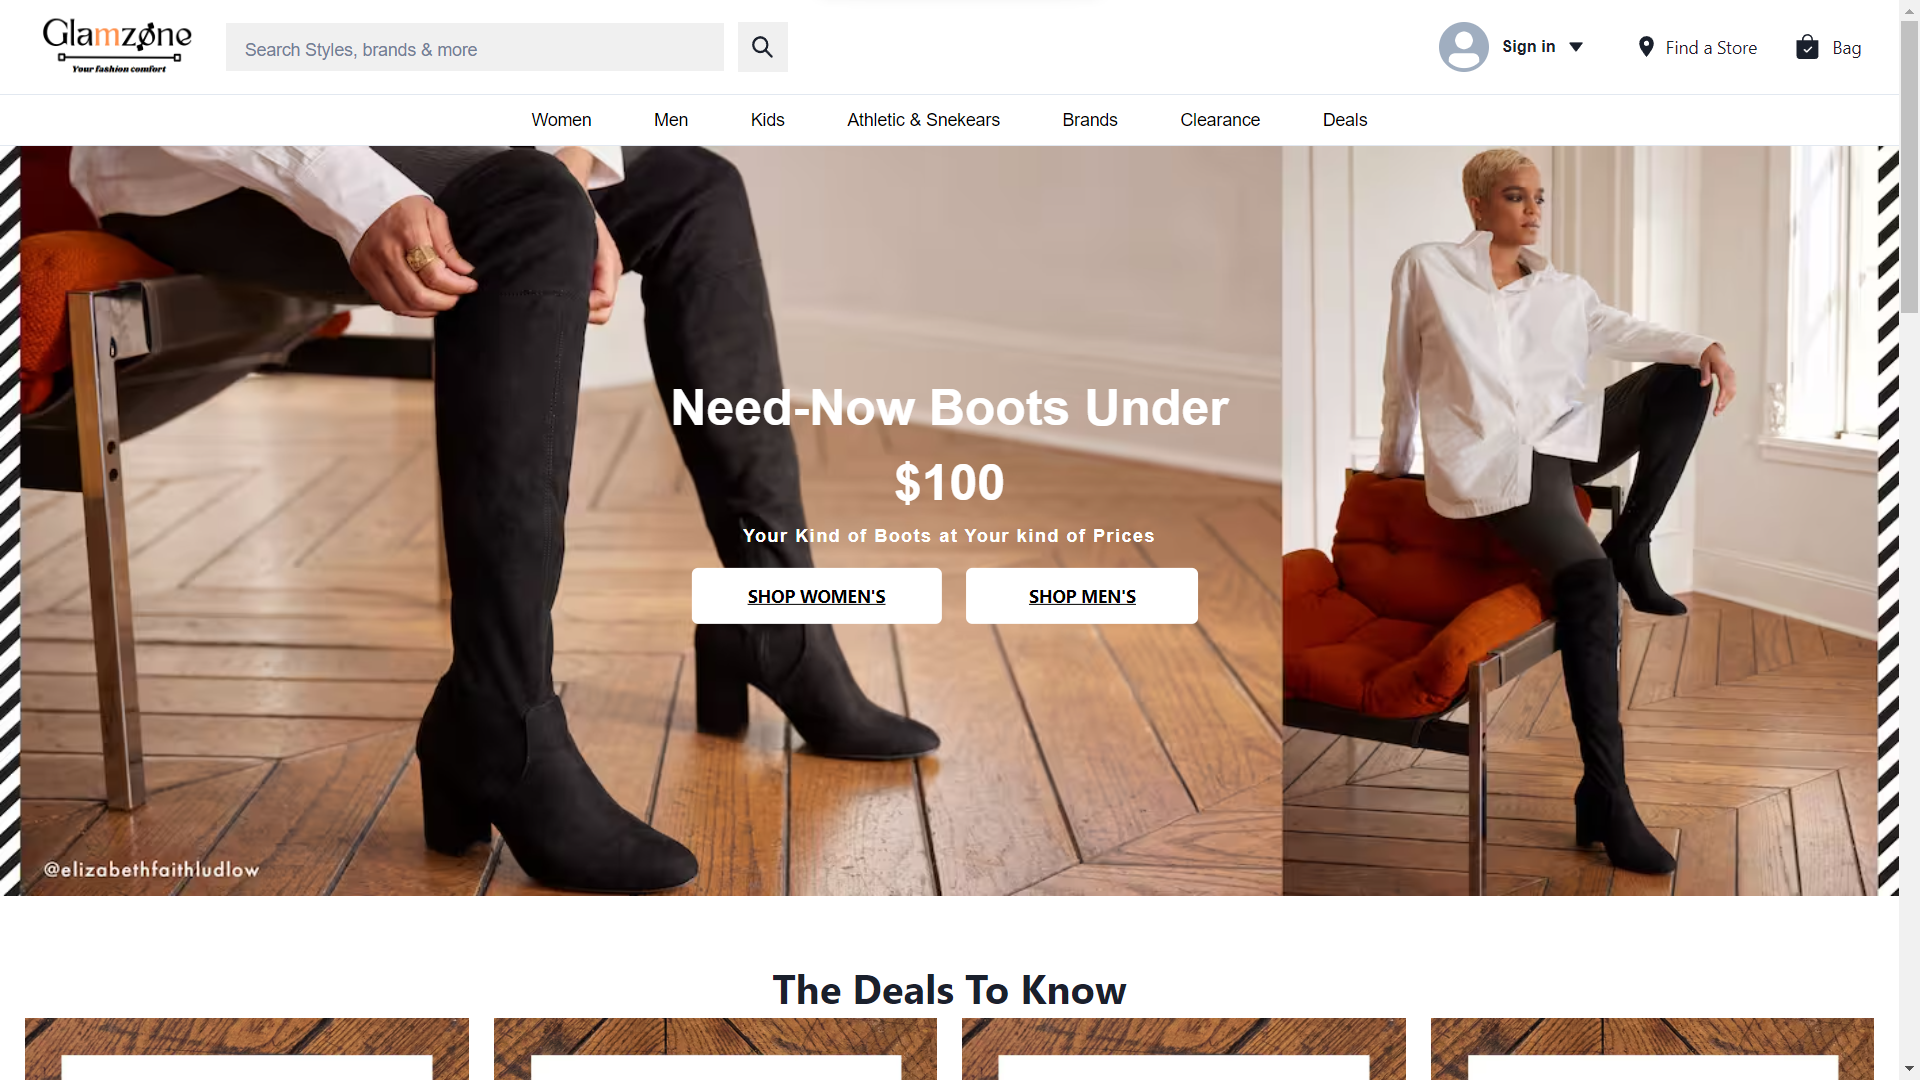 Glamzone
Your fashion comfort
Search Styles, brands & more
Sign in
Find a Store
Bag
Women
Men
Kids
Athletic & Snekears
Brands
Clearance
Deals
Need-Now Boots Under
$100
Your Kind of Boots at Your kind of Prices
SHOP WOMEN'S
SHOP MEN'S
@elizabethfaithludlow
The Deals To Know